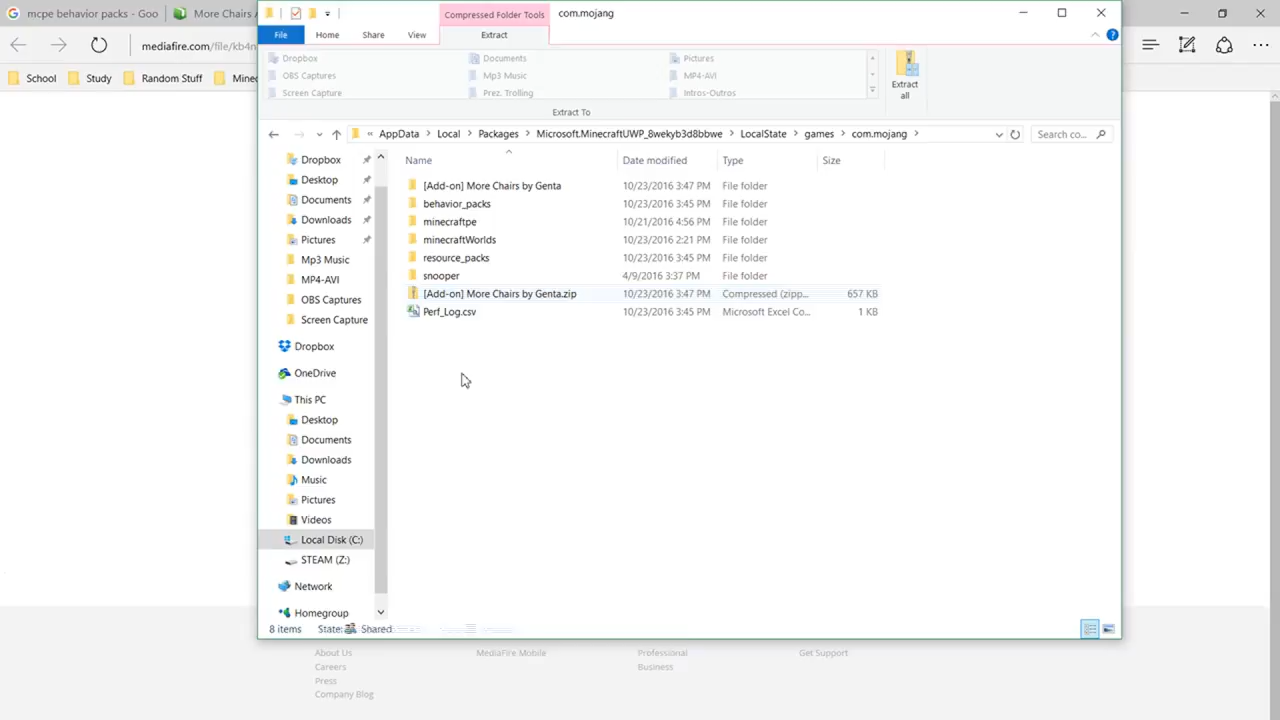 mcpe behavior packs - Goo
More Chairs A
Compressed Folder Tools
com.mojang
File
Home
Share
View
Extract
mediafire.com/file/kb4n
School
Study
Random Stuff
Dropbox
Documents
Pictures
OBS Captures
Mp3 Music
MP4-AVI
Screen Capture
Prez. Trolling
Intros-Outros
Extract all
Extract To
« AppData > Local > Packages > Microsoft.MinecraftUWP_8wekyb3d8bbwe > LocalState > games > com.mojang >
Search co...
Name
Date modified
Type
Size
[Add-on] More Chairs by Genta 10/23/2016 3:47 PM File folder
behavior_packs 10/23/2016 3:45 PM File folder
minecraftpe 10/21/2016 4:56 PM File folder
minecraftWorlds 10/23/2016 2:21 PM File folder
resource_packs 10/23/2016 3:45 PM File folder
snooper 4/9/2016 3:37 PM File folder
[Add-on] More Chairs by Genta.zip 10/23/2016 3:47 PM Compressed (zipp... 657 KB
Perf_Log.csv 10/23/2016 3:45 PM Microsoft Excel Co... 1 KB
Dropbox
Desktop
Documents
Downloads
Pictures
Mp3 Music
MP4-AVI
OBS Captures
Screen Capture
Dropbox
OneDrive
This PC
Desktop
Documents
Downloads
Music
Pictures
Videos
Local Disk (C:)
STEAM (Z:)
Network
Homegroup
8 items
State: Shared
About Us
Careers
Press
Company Blog
MediaFire Mobile
Professional
Business
Get Support